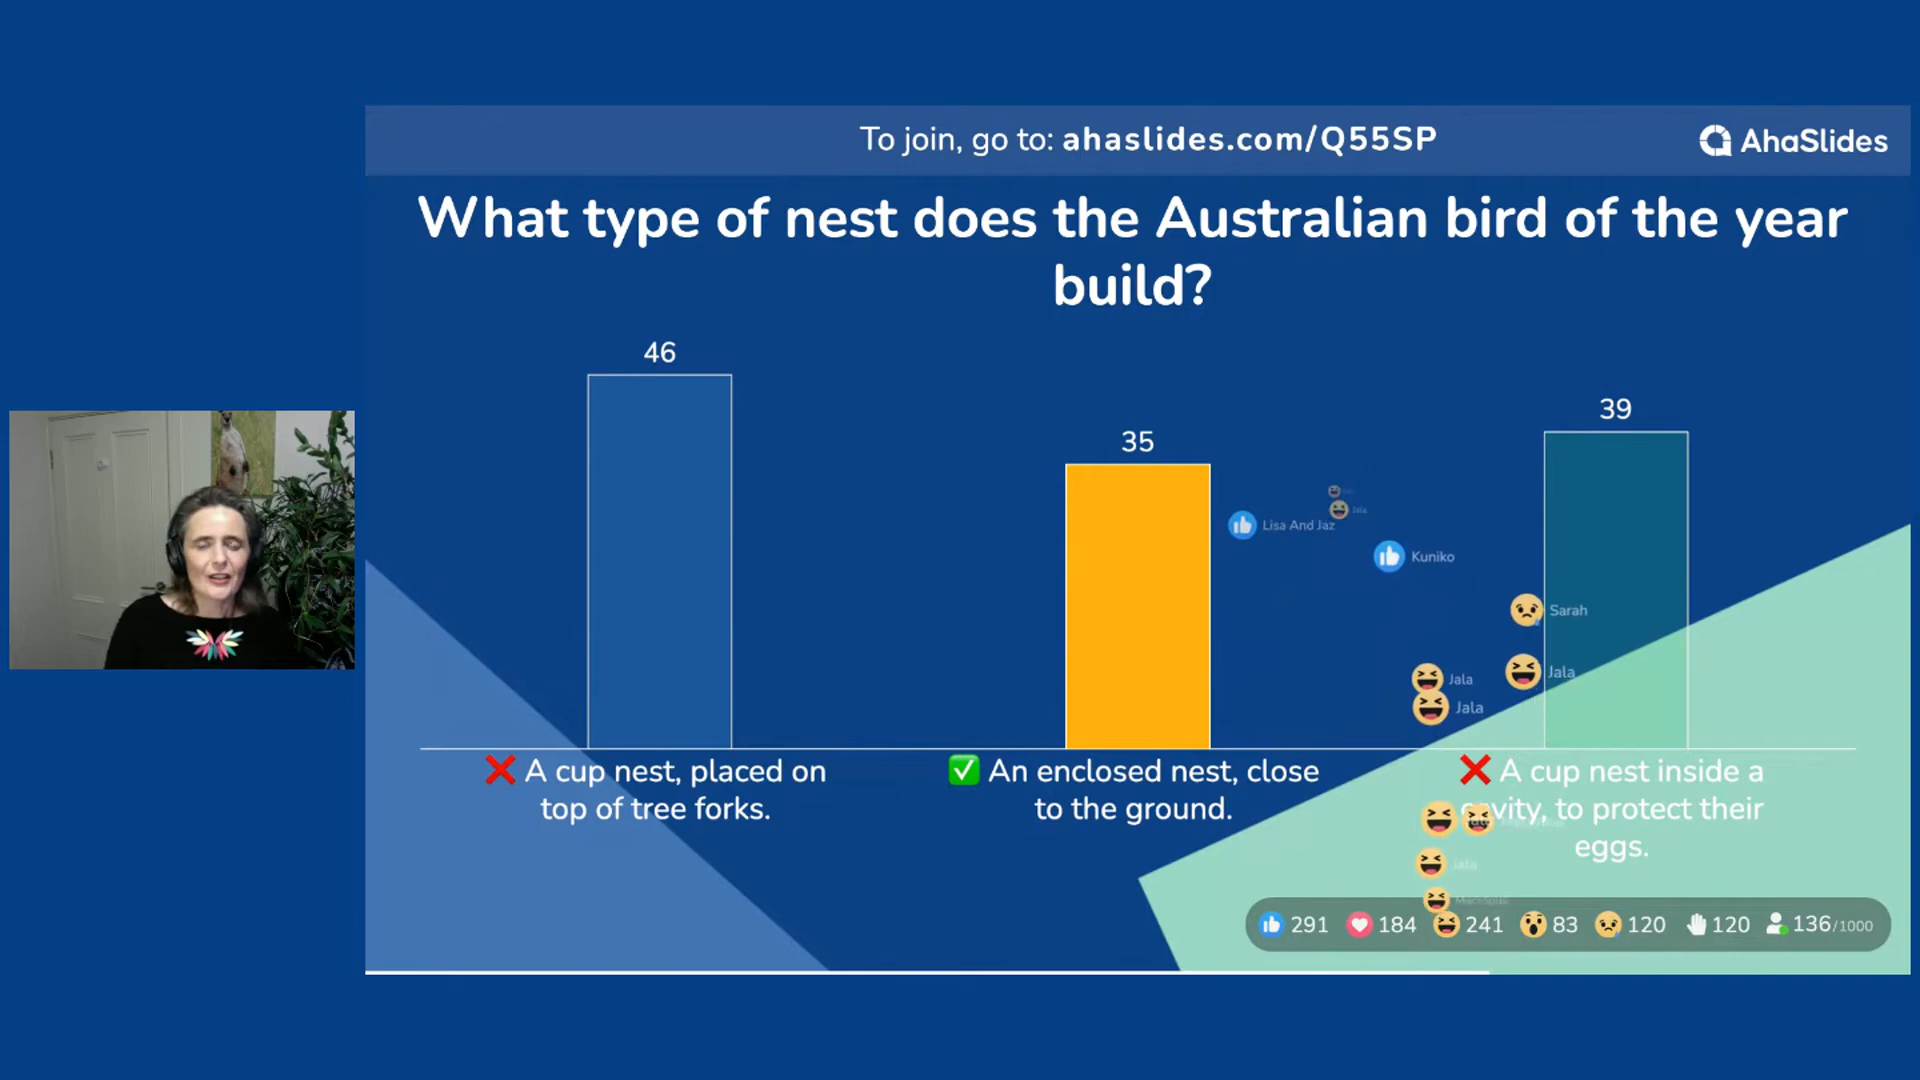 To join, go to: ahaslides.com/Q55SP
AhaSlides
What type of nest does the Australian bird of the year
build?
46
35
39
Lisa And Jaz
Jala
Kuniko
Sarah
Jala
Jala
Jala
❌ A cup nest, placed on
top of tree forks.
✅ An enclosed nest, close
to the ground.
❌ A cup nest inside a
cavity, to protect their
eggs.
Jala
291 184 241 83 120 120 136/1000